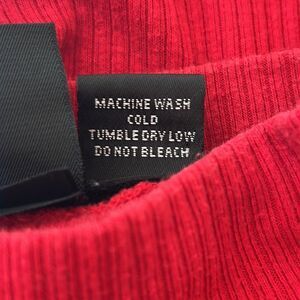 MACHINE WASH
COLD
TUMBLE DRY LOW
DO NOT BLEACH